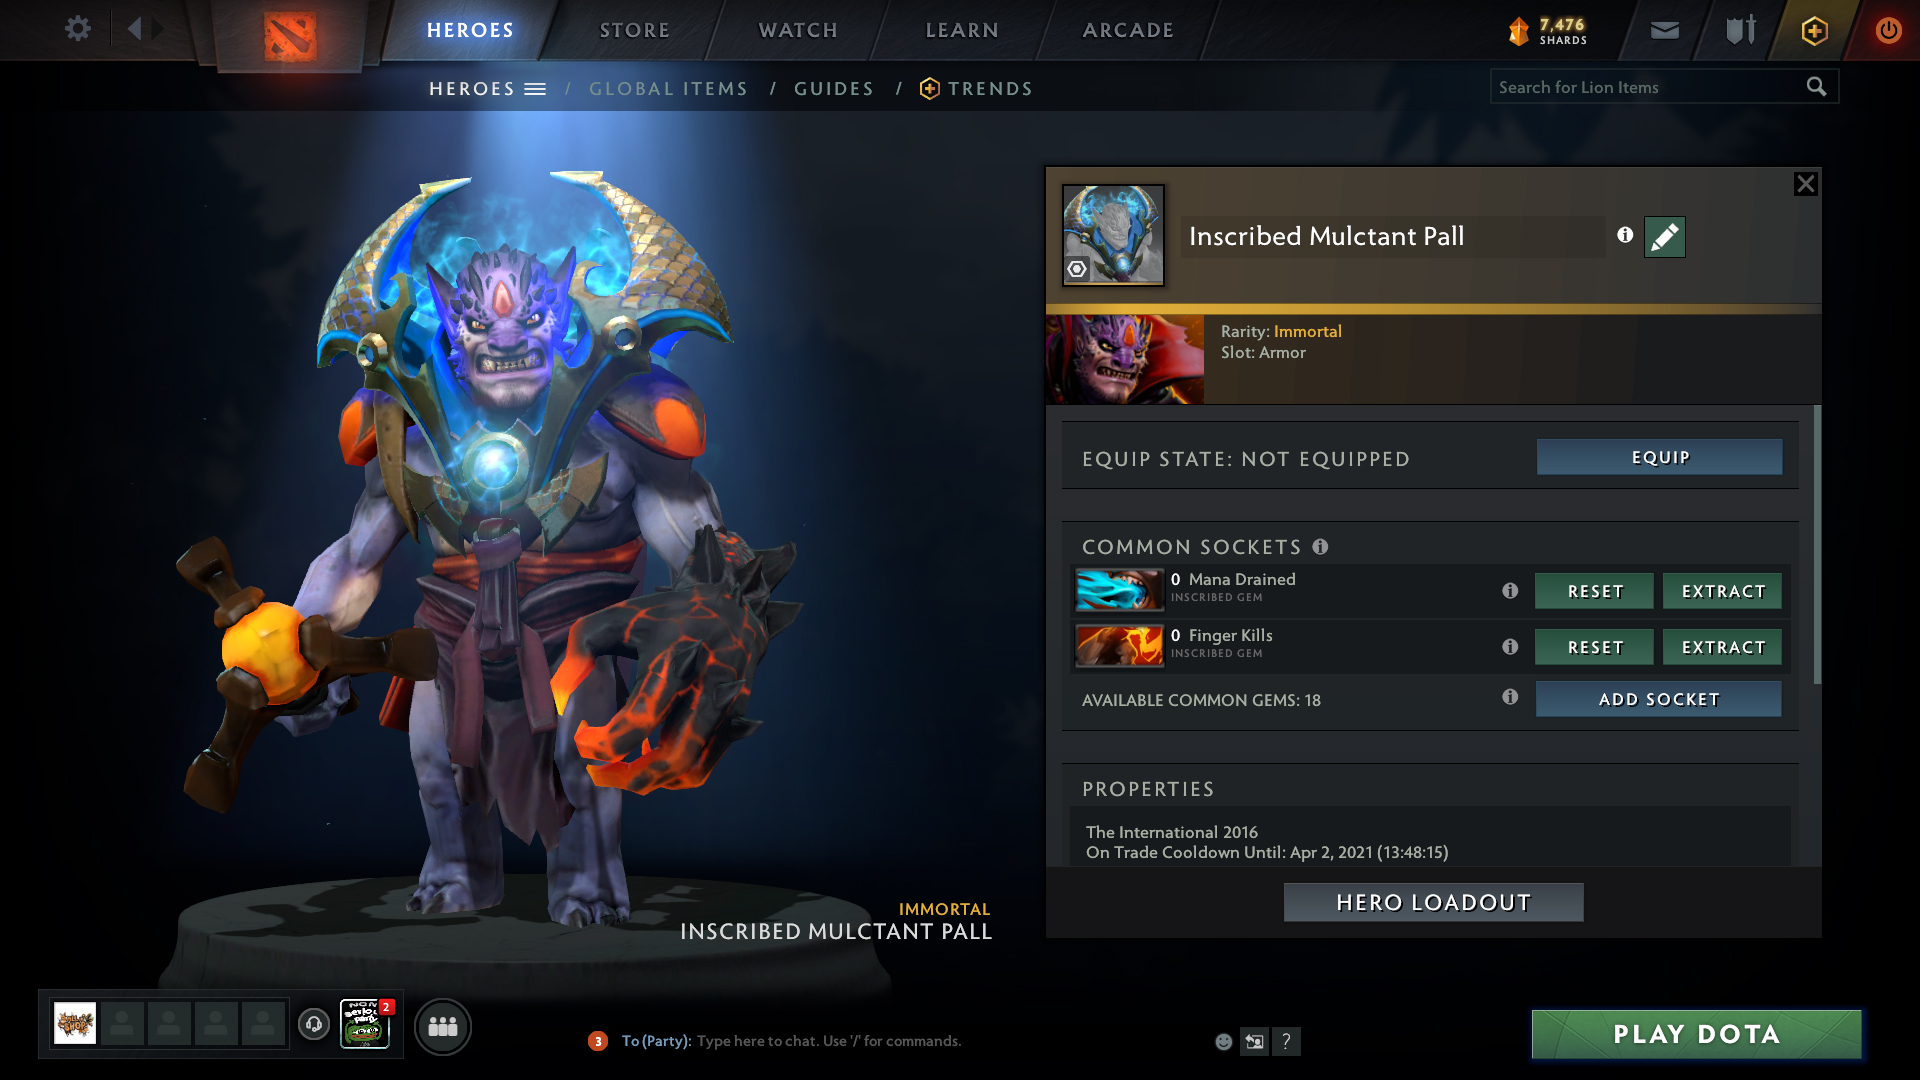 HEROES
STORE
WATCH
LEARN
ARCADE
7,476
SHARDS
HEROES / GLOBAL ITEMS / GUIDES / TRENDS
Search for Lion Items
Inscribed Mulctant Pall
Rarity: Immortal
Slot: Armor
EQUIP STATE: NOT EQUIPPED
EQUIP
COMMON SOCKETS
0 Mana Drained
INSCRIBED GEM
RESET
EXTRACT
0 Finger Kills
INSCRIBED GEM
RESET
EXTRACT
AVAILABLE COMMON GEMS: 18
ADD SOCKET
PROPERTIES
The International 2016
On Trade Cooldown Until: Apr 2, 2021 (13:48:15)
HERO LOADOUT
IMMORTAL
INSCRIBED MULCTANT PALL
2
3
To (Party): Type here to chat. Use '/' for commands.
?
PLAY DOTA